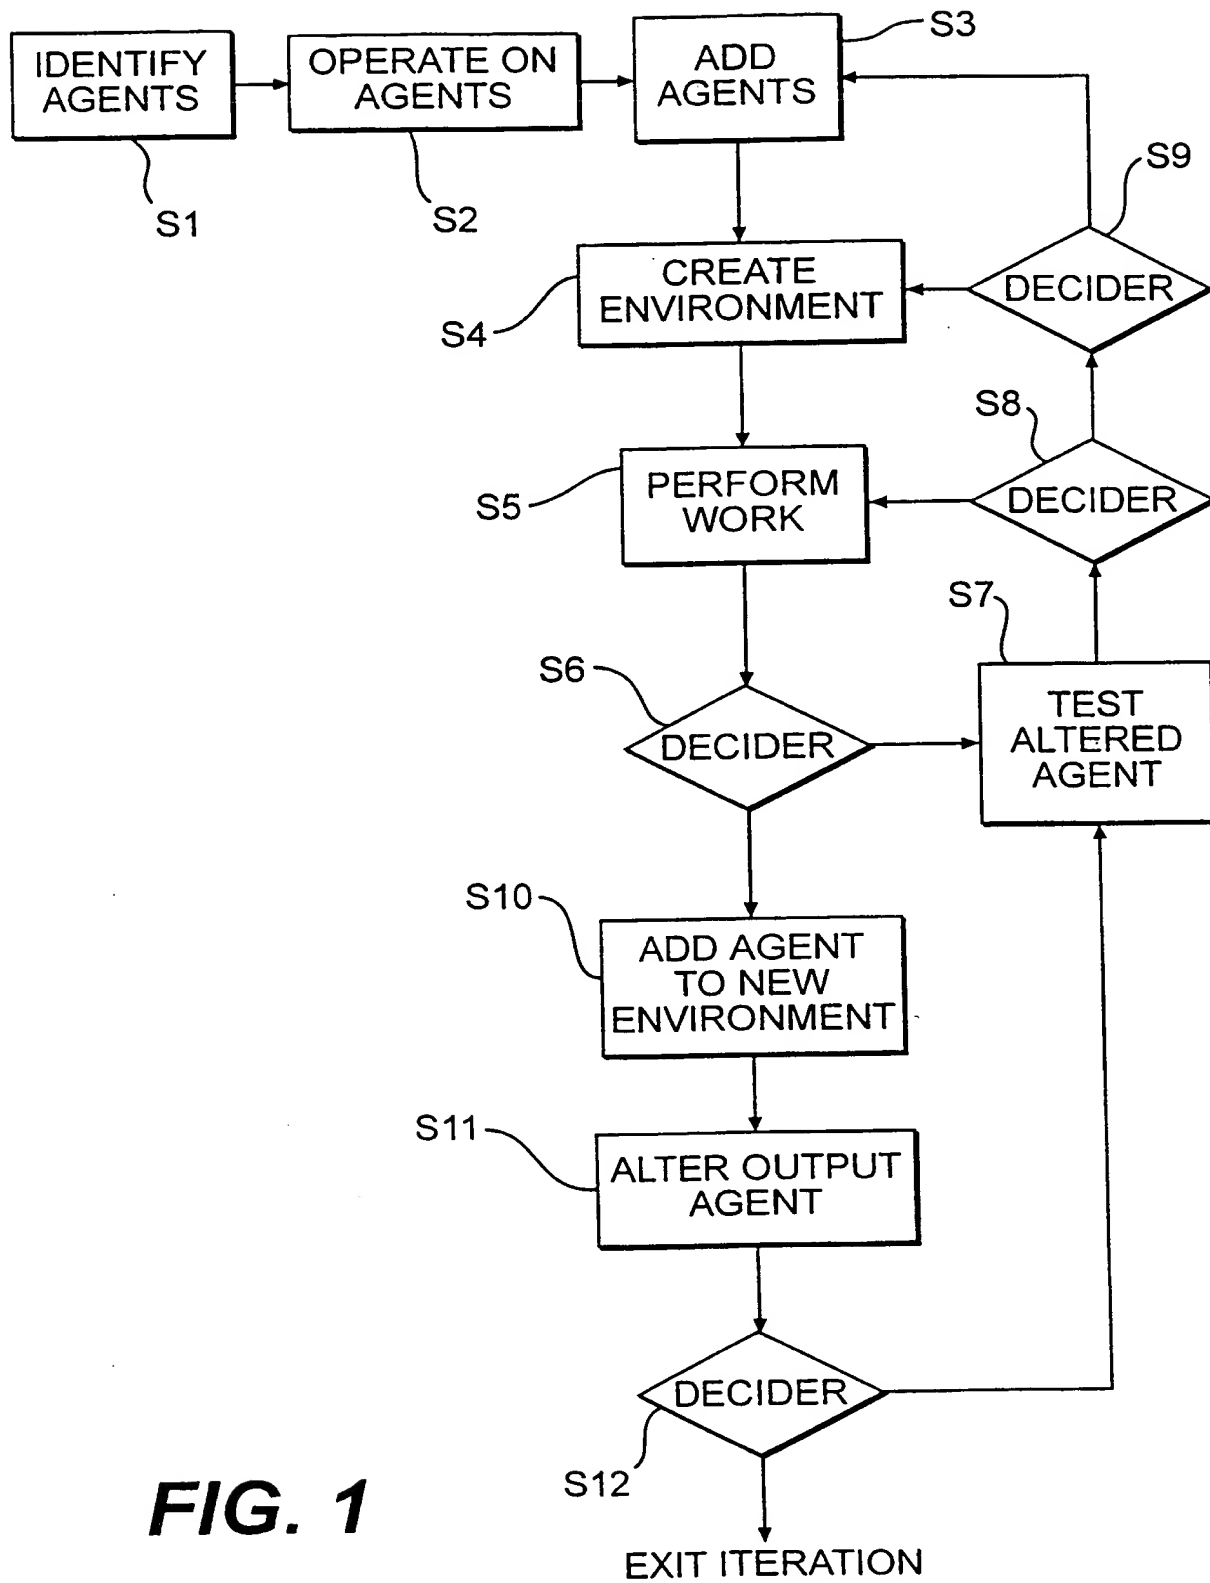 S3
IDENTIFY
AGENTS
OPERATE ON
AGENTS
ADD
AGENTS
S1
S2
S9
CREATE
ENVIRONMENT
DECIDER
S4
S8
PERFORM
WORK
DECIDER
S5
S7
S6
DECIDER
TEST
ALTERED
AGENT
S10
ADD AGENT
TO NEW
ENVIRONMENT
S11
ALTER OUTPUT
AGENT
DECIDER
S12
FIG. 1
EXIT ITERATION